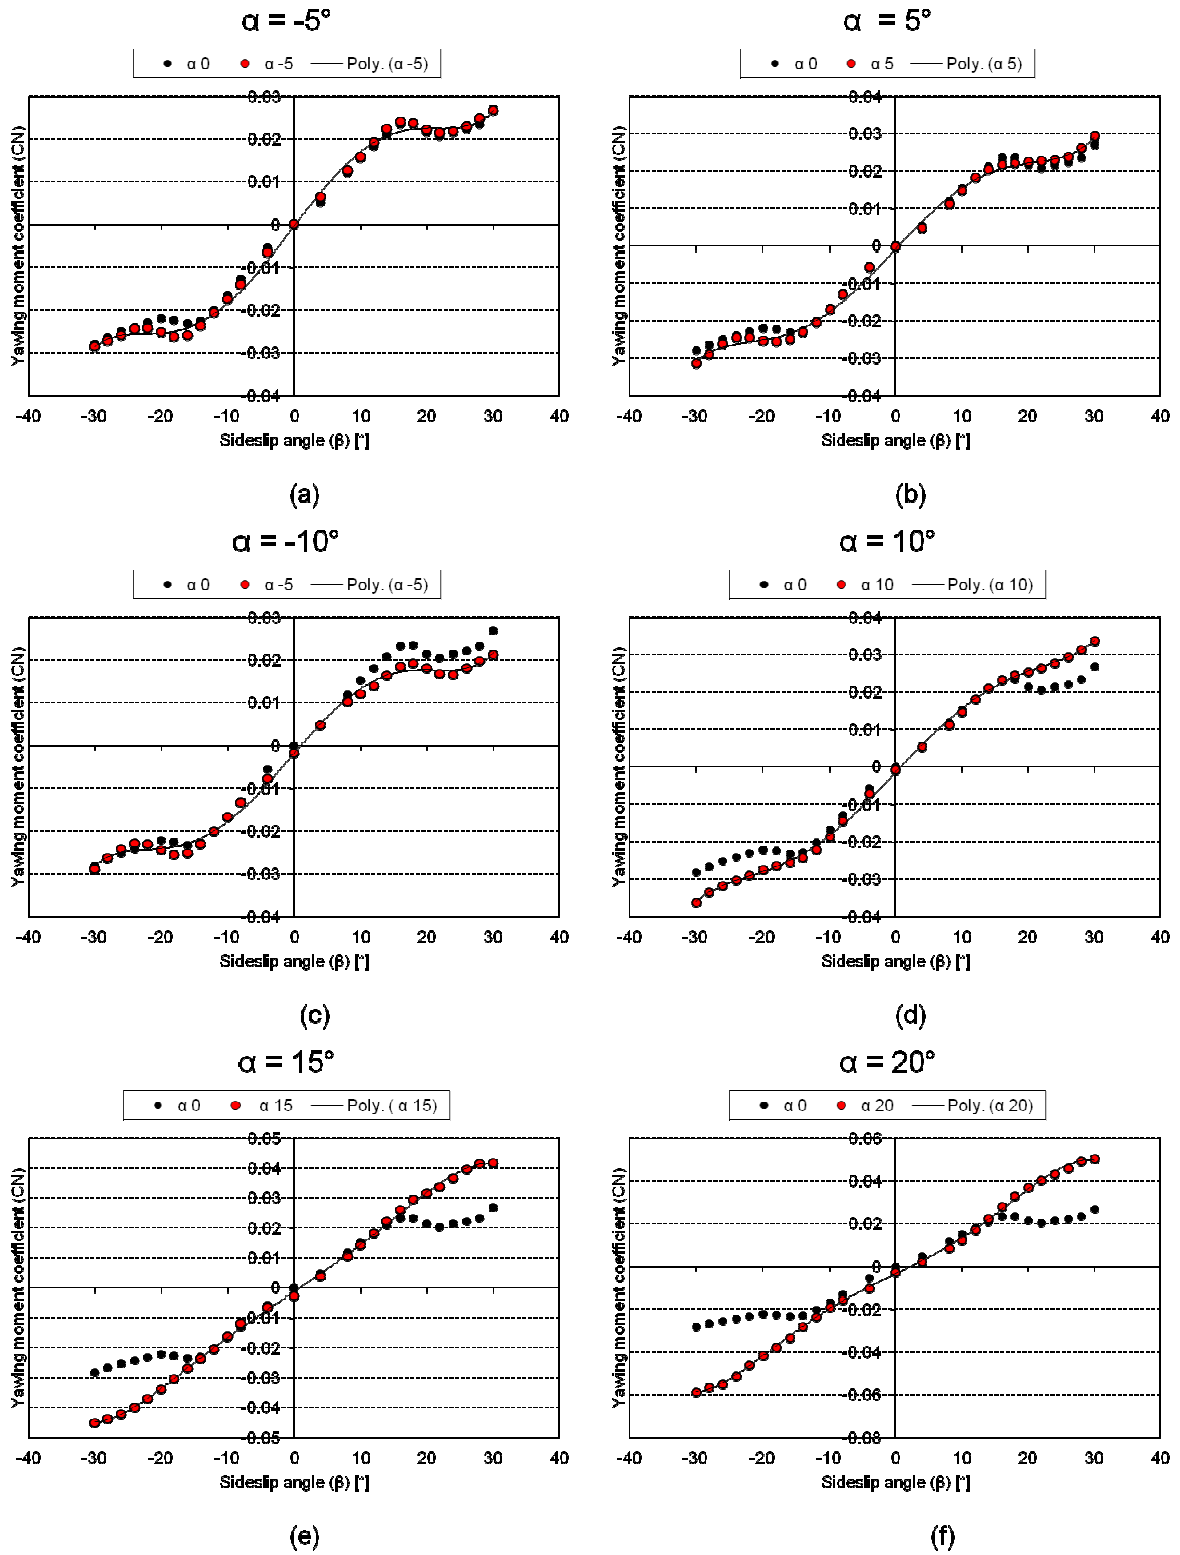 α = -5°
α 0 α -5 Poly. (α -5)
0.03
0.02
0.01
0
-0.01
-0.02
-0.03
-0.04
-40 -30 -20 -10 0 10 20 30 40
Yawing moment coefficient (CN)
Sideslip angle (β) [°]
(a)
α = 5°
α 0 α 5 Poly. (α 5)
0.04
0.03
0.02
0.01
0
-0.01
-0.02
-0.03
-0.04
-40 -30 -20 -10 0 10 20 30 40
Yawing moment coefficient (CN)
Sideslip angle (β) [°]
(b)
α = -10°
α 0 α -5 Poly. (α -5)
0.03
0.02
0.01
0
-0.01
-0.02
-0.03
-0.04
-40 -30 -20 -10 0 10 20 30 40
Yawing moment coefficient (CN)
Sideslip angle (β) [°]
(c)
α = 10°
α 0 α 10 Poly. (α 10)
0.04
0.03
0.02
0.01
0
-0.01
-0.02
-0.03
-0.04
-40 -30 -20 -10 0 10 20 30 40
Yawing moment coefficient (CN)
Sideslip angle (β) [°]
(d)
α = 15°
α 0 α 15 Poly. ( α 15)
0.05
0.04
0.03
0.02
0.01
0
-0.01
-0.02
-0.03
-0.04
-0.05
-40 -30 -20 -10 0 10 20 30 40
Yawing moment coefficient (CN)
Sideslip angle (β) [°]
(e)
α = 20°
α 0 α 20 Poly. (α 20)
0.06
0.04
0.02
0
-0.02
-0.04
-0.06
-0.08
-40 -30 -20 -10 0 10 20 30 40
Yawing moment coefficient (CN)
Sideslip angle (β) [°]
(f)